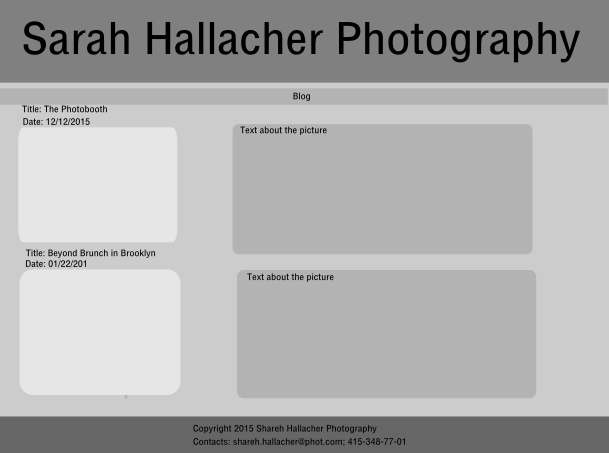 Sarah Hallacher Photography
Blog
Title: The Photobooth
Date: 12/12/2015
Text about the picture
Title: Beyond Brunch in Brooklyn
Date: 01/22/201
Text about the picture
Copyright 2015 Shareh Hallacher Photography
Contacts: shareh.hallacher@phot.com; 415-348-77-01